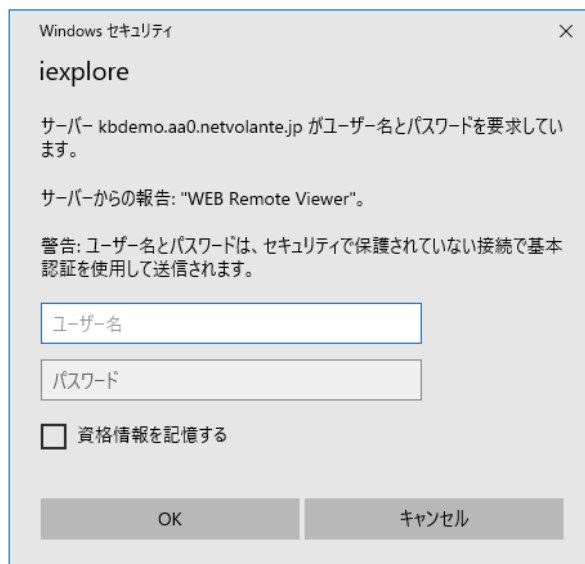 Windows セキュリティ
iexplore
サーバー kbdemo.aa0.netvolante.jp がユーザー名とパスワードを要求してい
ます。
サーバーからの報告: "WEB Remote Viewer"。
警告: ユーザー名とパスワードは、セキュリティで保護されていない接続で基本
認証を使用して送信されます。
ユーザー名
パスワード
資格情報を記憶する
OK
キャンセル